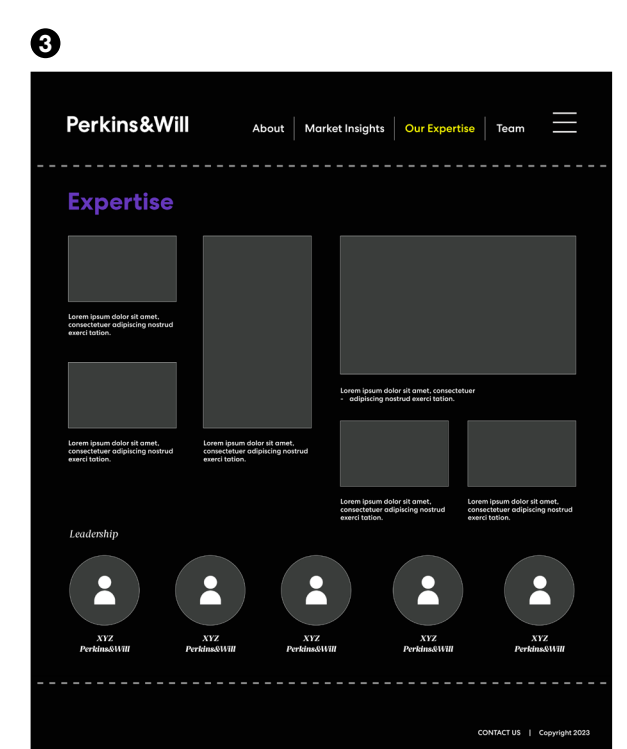 3
Perkins&Will
About | Market Insights | Our Expertise | Team
Expertise
Lorem ipsum dolor sit amet,
consectetuer adipiscing nostrud
exerci tation.
Lorem ipsum dolor sit amet,
consectetuer adipiscing nostrud
exerci tation.
Lorem ipsum dolor sit amet,
consectetuer adipiscing nostrud
exerci tation.
Lorem ipsum dolor sit amet, consectetuer
- adipiscing nostrud exerci tation.
Lorem ipsum dolor sit amet,
consectetuer adipiscing nostrud
exerci tation.
Lorem ipsum dolor sit amet,
consectetuer adipiscing nostrud
exerci tation.
Leadership
XYZ
Perkins&Will
XYZ
Perkins&Will
XYZ
Perkins&Will
XYZ
Perkins&Will
XYZ
Perkins&Will
CONTACT US | Copyright 2023